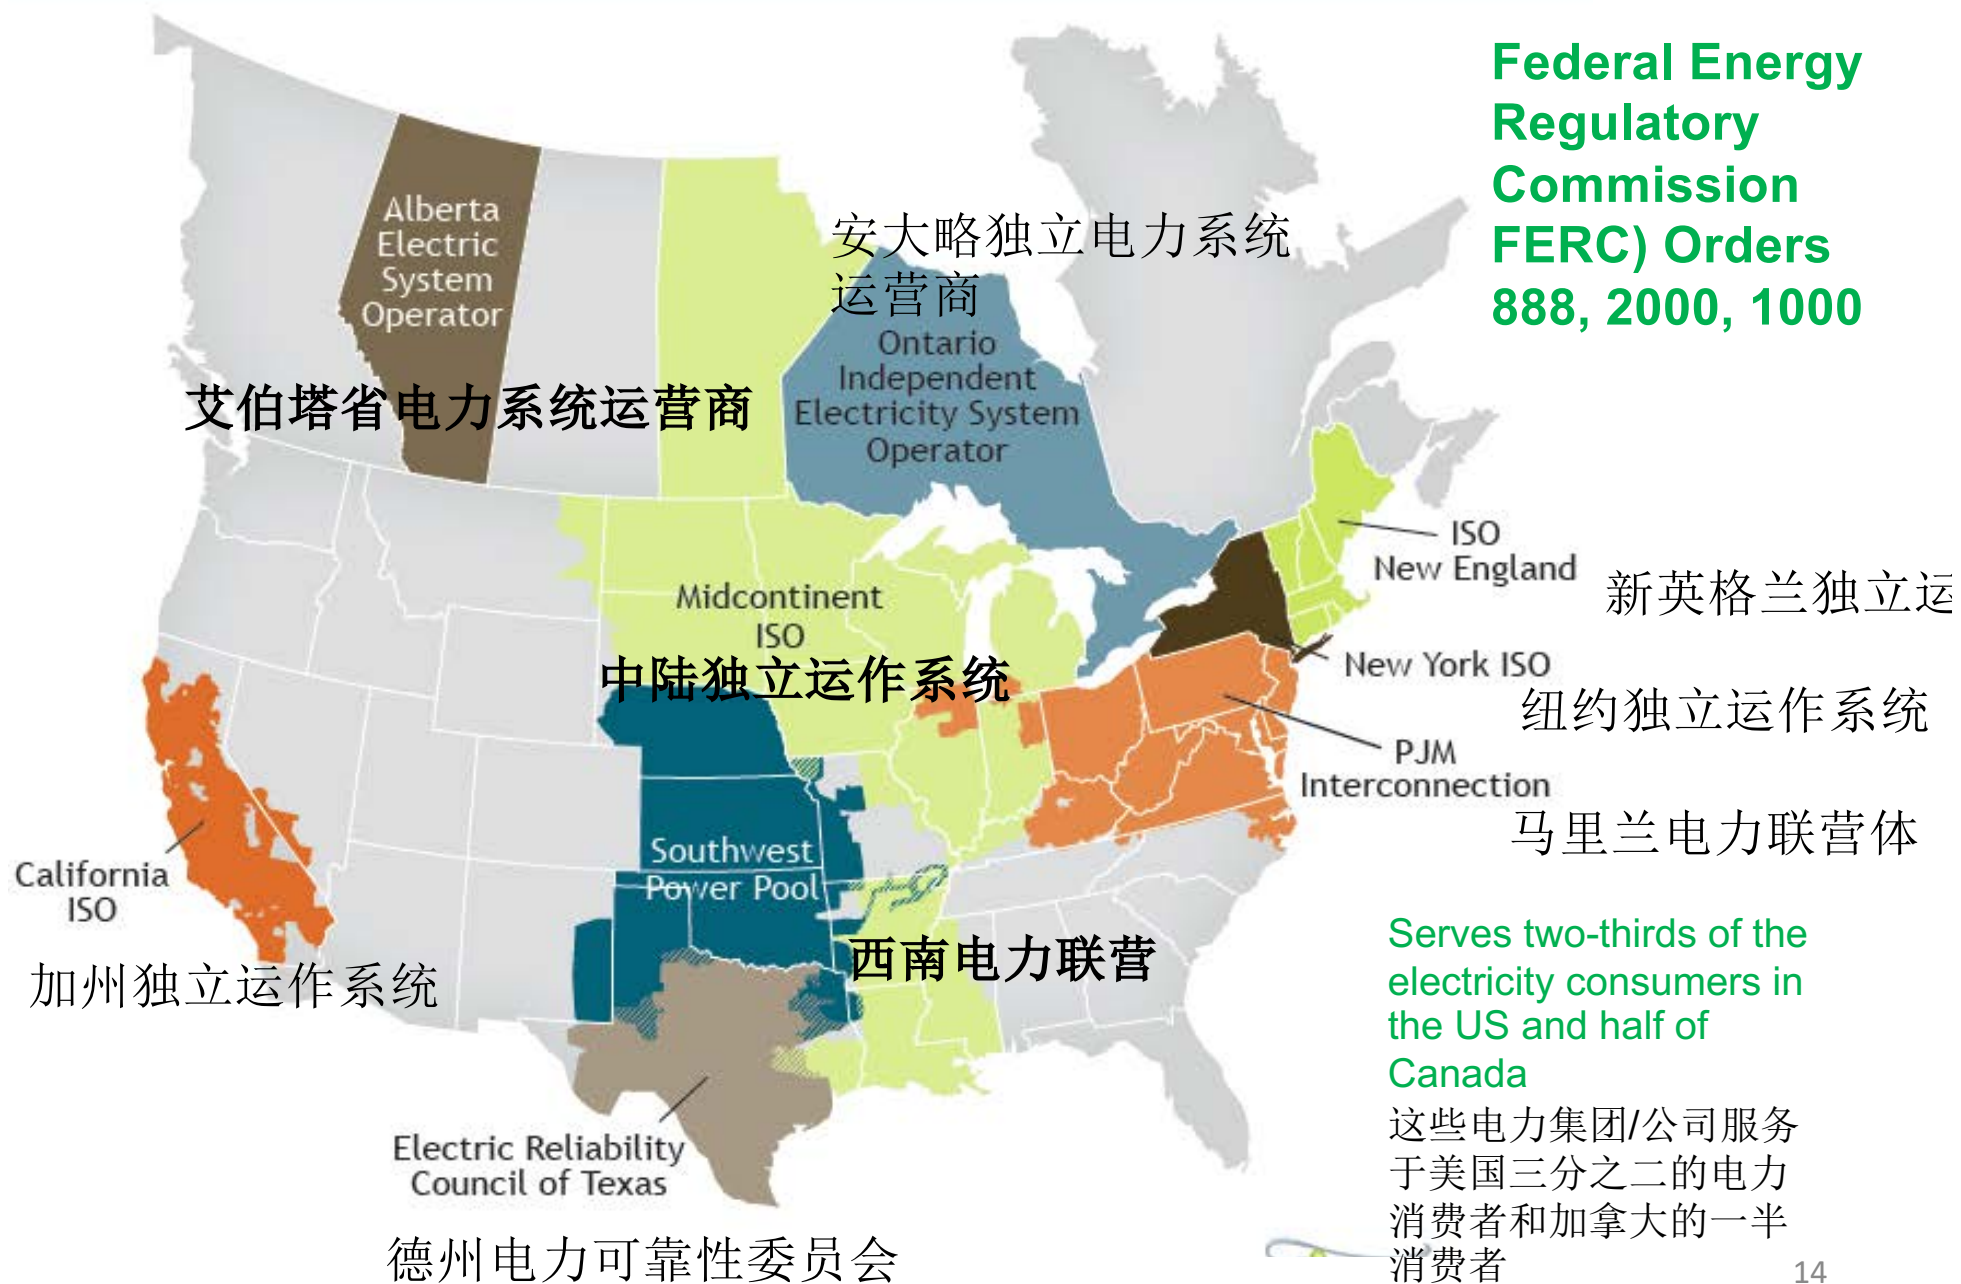 Federal Energy
Regulatory
Commission
FERC) Orders
888, 2000, 1000
Alberta
Electric
System
Operator
艾伯塔省电力系统运营商
安大略独立电力系统
运营商
Ontario
Independent
Electricity System
Operator
ISO
New England
新英格兰独立运
Midcontinent
ISO
中陆独立运作系统
New York ISO
纽约独立运作系统
PJM
Interconnection
马里兰电力联营体
Southwest
Power Pool
西南电力联营
California
ISO
加州独立运作系统
Electric Reliability
Council of Texas
德州电力可靠性委员会
Serves two-thirds of the
electricity consumers in
the US and half of
Canada
这些电力集团/公司服务
于美国三分之二的电力
消费者和加拿大的一半
消费者
14